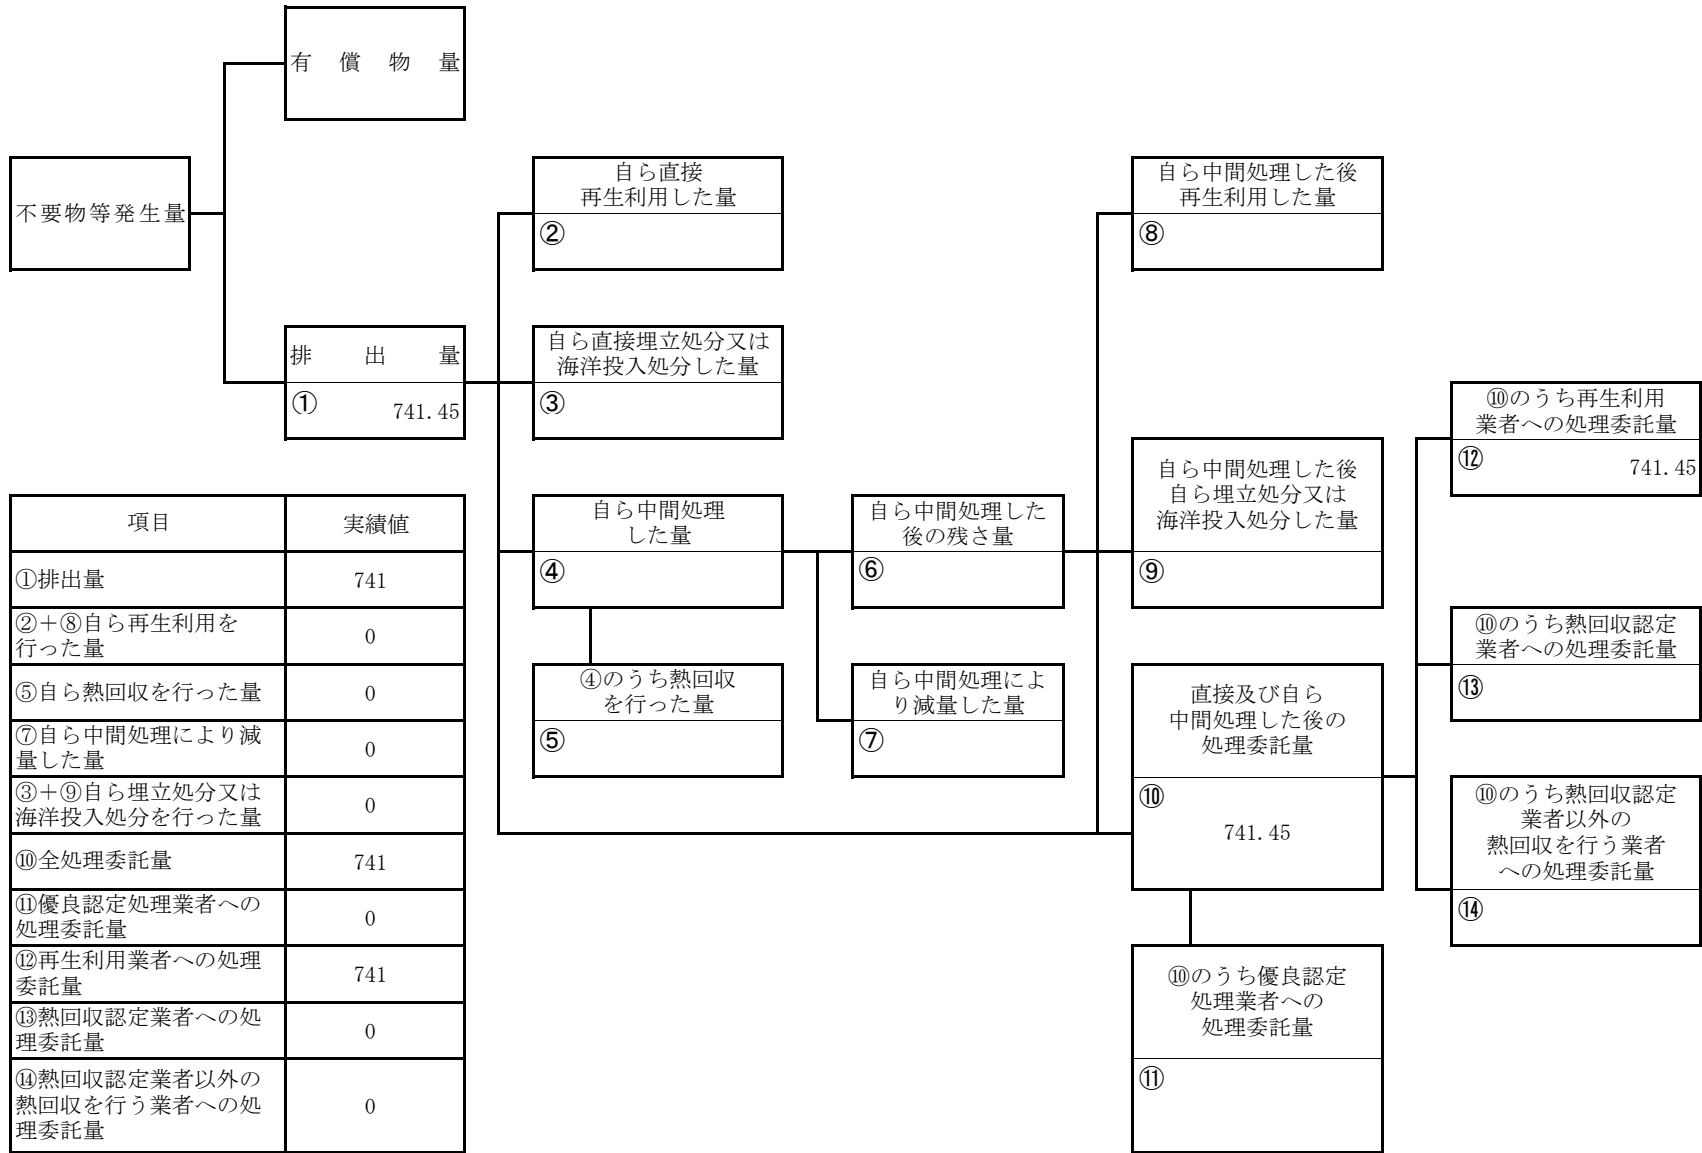 有償物量
不要物等発生量
排出量
①
741.45
自ら直接
再生利用した量
②
自ら直接埋立処分又は
海洋投入処分した量
③
自ら中間処理
した量
④
④のうち熱回収
を行った量
⑤
自ら中間処理した
後の残さ量
⑥
自ら中間処理によ
り減量した量
⑦
自ら中間処理した後
再生利用した量
⑧
自ら中間処理した後
自ら埋立処分又は
海洋投入処分した量
⑨
直接及び自ら
中間処理した後の
処理委託量
⑩
741.45
⑩のうち優良認定
処理業者への
処理委託量
⑪
⑩のうち再生利用
業者への処理委託量
⑫
741.45
⑩のうち熱回収認定
業者への処理委託量
⑬
⑩のうち熱回収認定
業者以外の
熱回収を行う業者
への処理委託量
⑭
項目 実績値
①排出量 741
②＋⑧自ら再生利用を
行った量 0
⑤自ら熱回収を行った量 0
⑦自ら中間処理により減
量した量 0
③＋⑨自ら埋立処分又は
海洋投入処分を行った量 0
⑩全処理委託量 741
⑪優良認定処理業者への
処理委託量 0
⑫再生利用業者への処理
委託量 741
⑬熱回収認定業者への処
理委託量 0
⑭熱回収認定業者以外の
熱回収を行う業者への処
理委託量 0